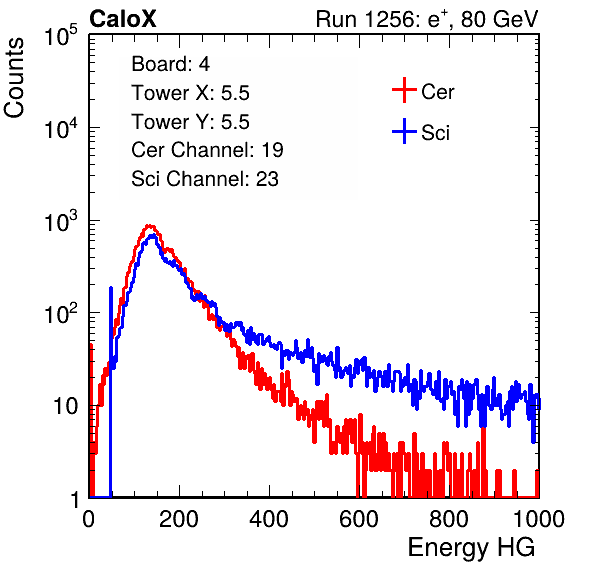 CaloX Run 1256: e⁺, 80 GeV
Counts
10⁵
10⁴
10³
10²
10
1
Board: 4
Tower X: 5.5
Tower Y: 5.5
Cer Channel: 19
Sci Channel: 23
Cer
Sci
0 200 400 600 800 1000
Energy HG